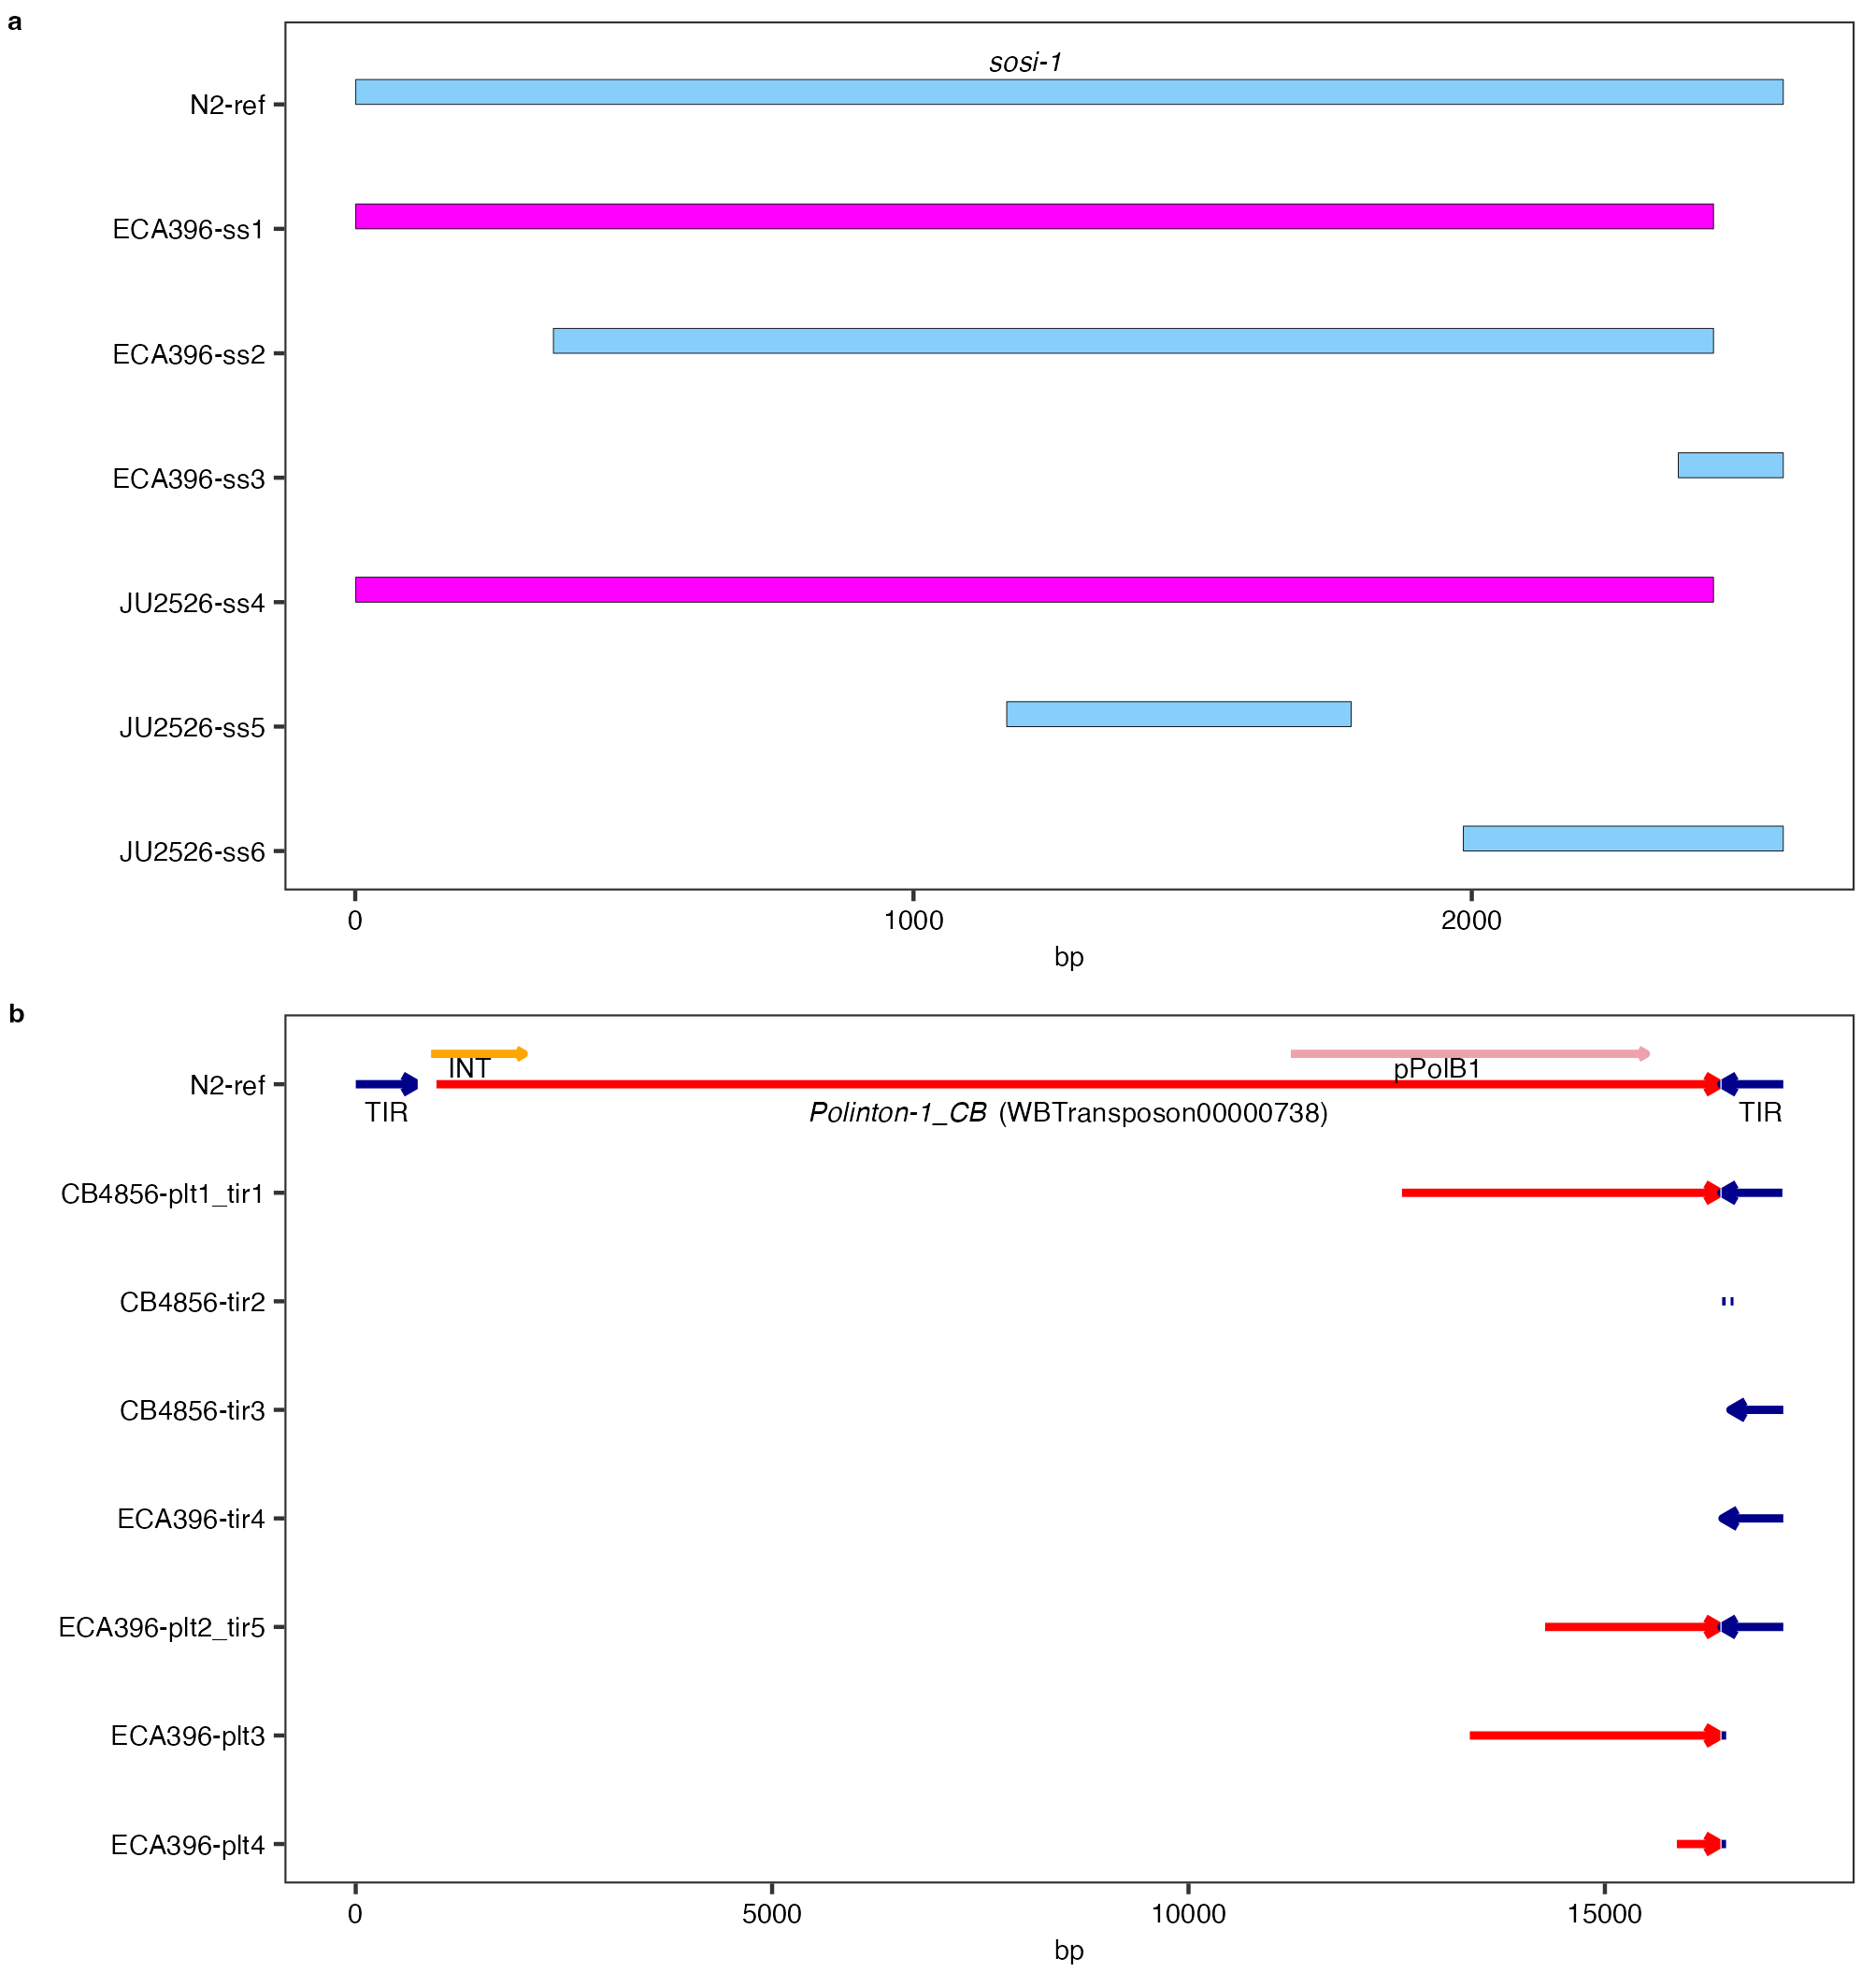 a
sosi-1
N2-ref
ECA396-ss1
ECA396-ss2
ECA396-ss3
JU2526-ss4
JU2526-ss5
JU2526-ss6
0 1000 2000
bp
b
INT pPolB1
N2-ref
TIR Polinton-1_CB (WBTransposon00000738) TIR
CB4856-plt1_tir1
CB4856-tir2
CB4856-tir3
ECA396-tir4
ECA396-plt2_tir5
ECA396-plt3
ECA396-plt4
0 5000 10000 15000
bp